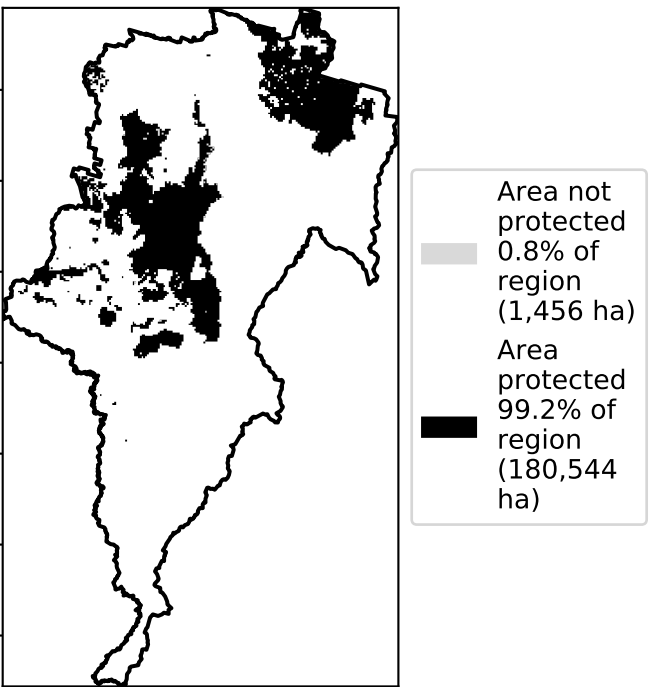 Area not
protected
0.8% of
region
(1,456 ha)
Area
protected
99.2% of
region
(180,544
ha)